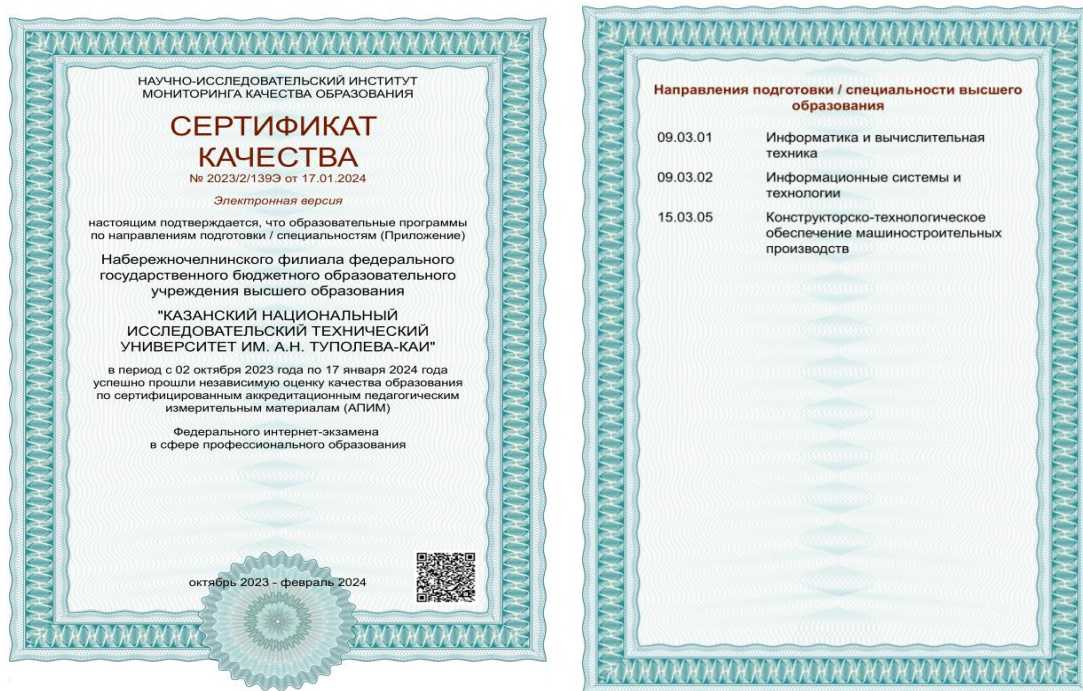 НАУЧНО-ИССЛЕДОВАТЕЛЬСКИЙ ИНСТИТУТ
МОНИТОРИНГА КАЧЕСТВА ОБРАЗОВАНИЯ
СЕРТИФИКАТ
КАЧЕСТВА
№ 2023/2/139Э от 17.01.2024
Электронная версия
настоящим подтверждается, что образовательные программы
по направлениям подготовки / специальностям (Приложение)
Набережночелнинского филиала федерального
государственного бюджетного образовательного
учреждения высшего образования
"КАЗАНСКИЙ НАЦИОНАЛЬНЫЙ
ИССЛЕДОВАТЕЛЬСКИЙ ТЕХНИЧЕСКИЙ
УНИВЕРСИТЕТ ИМ. А.Н. ТУПОЛЕВА-КАИ"
в период с 02 октября 2023 года по 17 января 2024 года
успешно прошли независимую оценку качества образования
по сертифицированным аккредитационным педагогическим
измерительным материалам (АПИМ)
Федерального интернет-экзамена
в сфере профессионального образования
октябрь 2023 - февраль 2024
Направления подготовки / специальности высшего
образования
09.03.01 Информатика и вычислительная
техника
09.03.02 Информационные системы и
технологии
15.03.05 Конструкторско-технологическое
обеспечение машиностроительных
производств